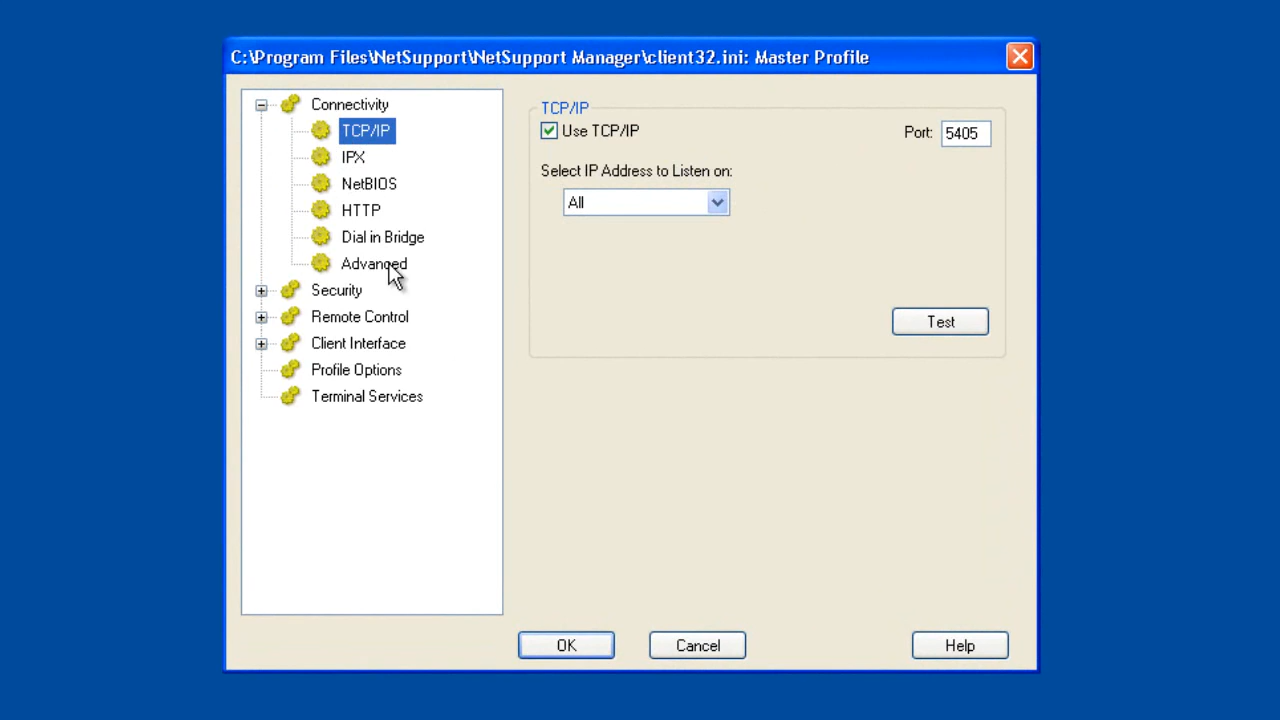 C:\Program Files\NetSupport\NetSupport Manager\client32.ini: Master Profile
Connectivity
TCP/IP
IPX
NetBIOS
HTTP
Dial in Bridge
Advanced
Security
Remote Control
Client Interface
Profile Options
Terminal Services
TCP/IP
Use TCP/IP
Port: 5405
Select IP Address to Listen on:
All
Test
OK
Cancel
Help